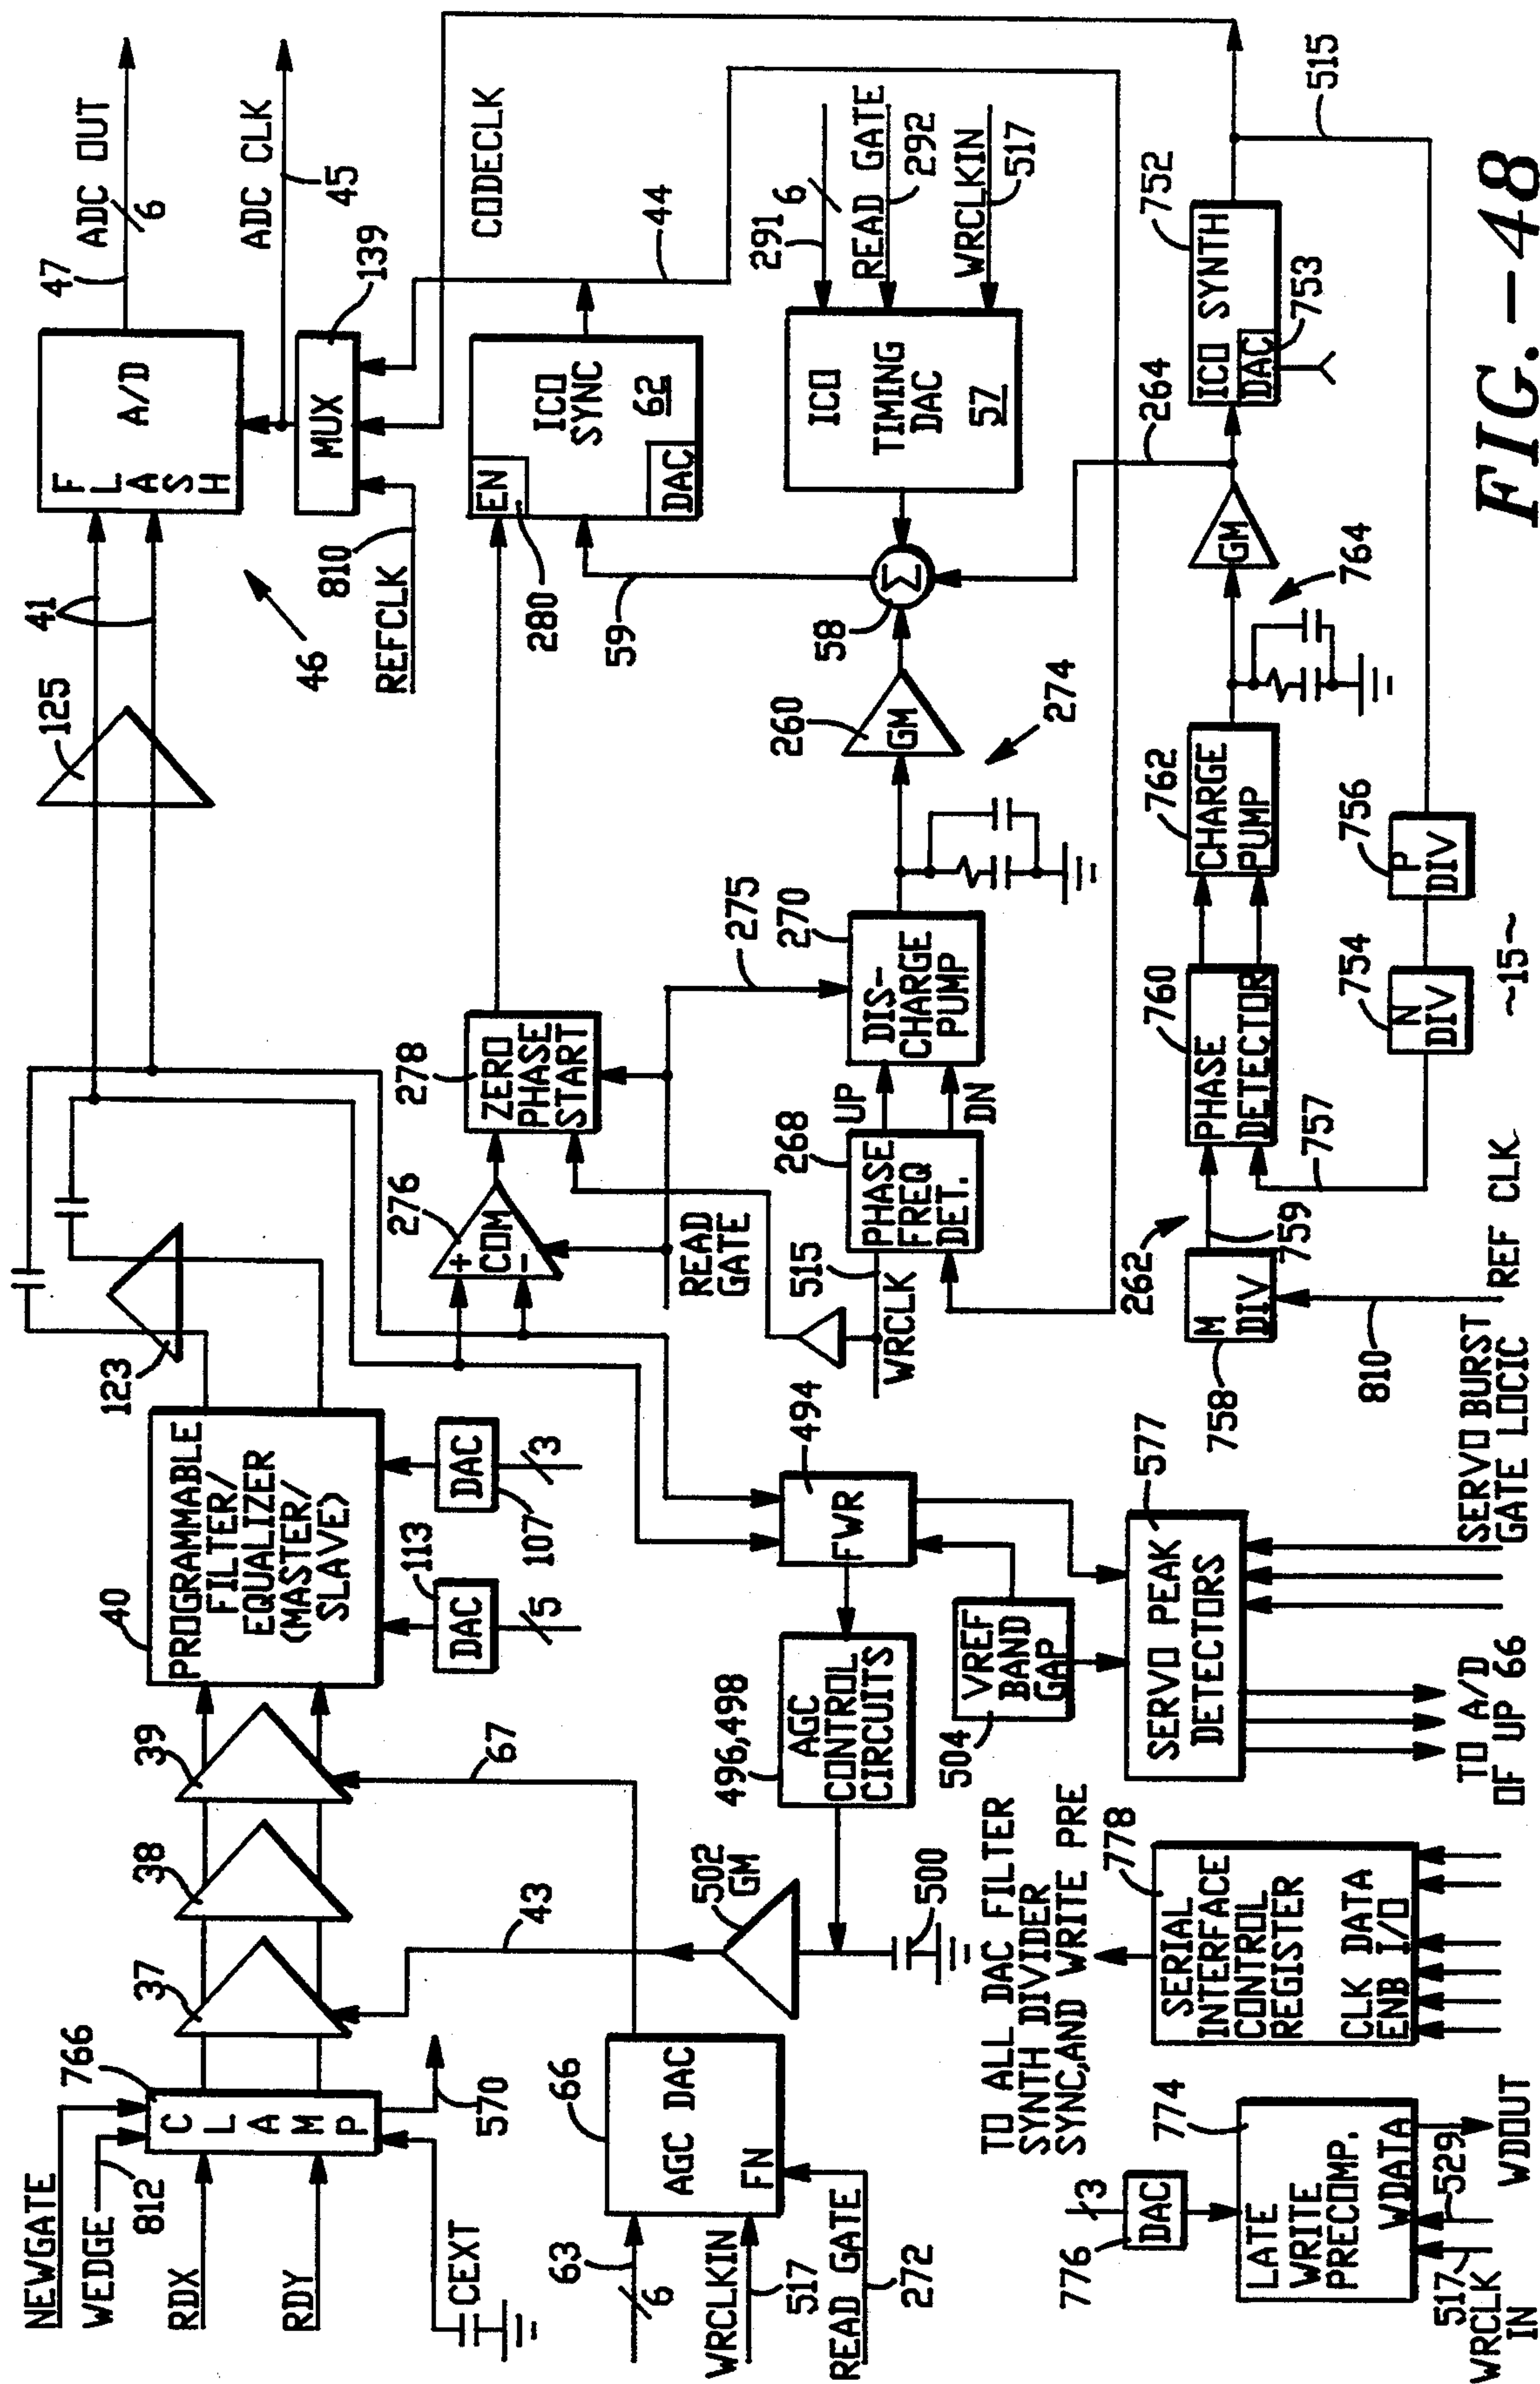 NEWGATE
WEDGE
812
766
C
L
A
M
P
RDX
RDY
CEXT
570
37
38
39
43
67
40
PROGRAMMABLE
FILTER/
EQUALIZER
(MASTER/
SLAVE)
DAC
113
5
DAC
107
3
123
125
41
46
F
L
A
S
H
A/D
47
ADC OUT
6
ADC CLK
45
MUX
139
810
REFCLK
CODECLK
63
6
WRCLKIN
517
READ GATE
272
66
AGC DAC
FN
502
GM
500
496,498
AGC
CONTROL
CIRCUITS
494
FWR
504
VREF
BAND
GAP
276
+
COM
-
READ
GATE
278
ZERO
PHASE
START
275
EN
280
ICO
SYNC
62
DAC
44
59
515
WRCLK
268
PHASE
FREQ
DET.
UP
DN
270
DIS-
CHARGE
PUMP
260
GM
274
58
Σ
ICO
TIMING
DAC
57
291
6
READ GATE
292
WRCLKIN
517
577
SERVO PEAK
DETECTORS
TO A/D
OF UP 66
SERVO BURST
GATE LOCIC
262
M
DIV
758
759
810
REF CLK
760
PHASE
DETECTOR
757
762
CHARGE
PUMP
764
GM
264
752
ICO SYNTH
DAC
753
515
754
N
DIV
756
P
DIV
~15~
TO ALL DAC FILTER
SYNTH DIVIDER
SYNC,AND WRITE PRE
778
SERIAL
INTERFACE
CONTROL
REGISTER
CLK DATA
ENB I/O
776
DAC
3
774
LATE
WRITE
PRECOMP.
WDATA
517
WRCLK
IN
529
WDOUT
FIG.-48